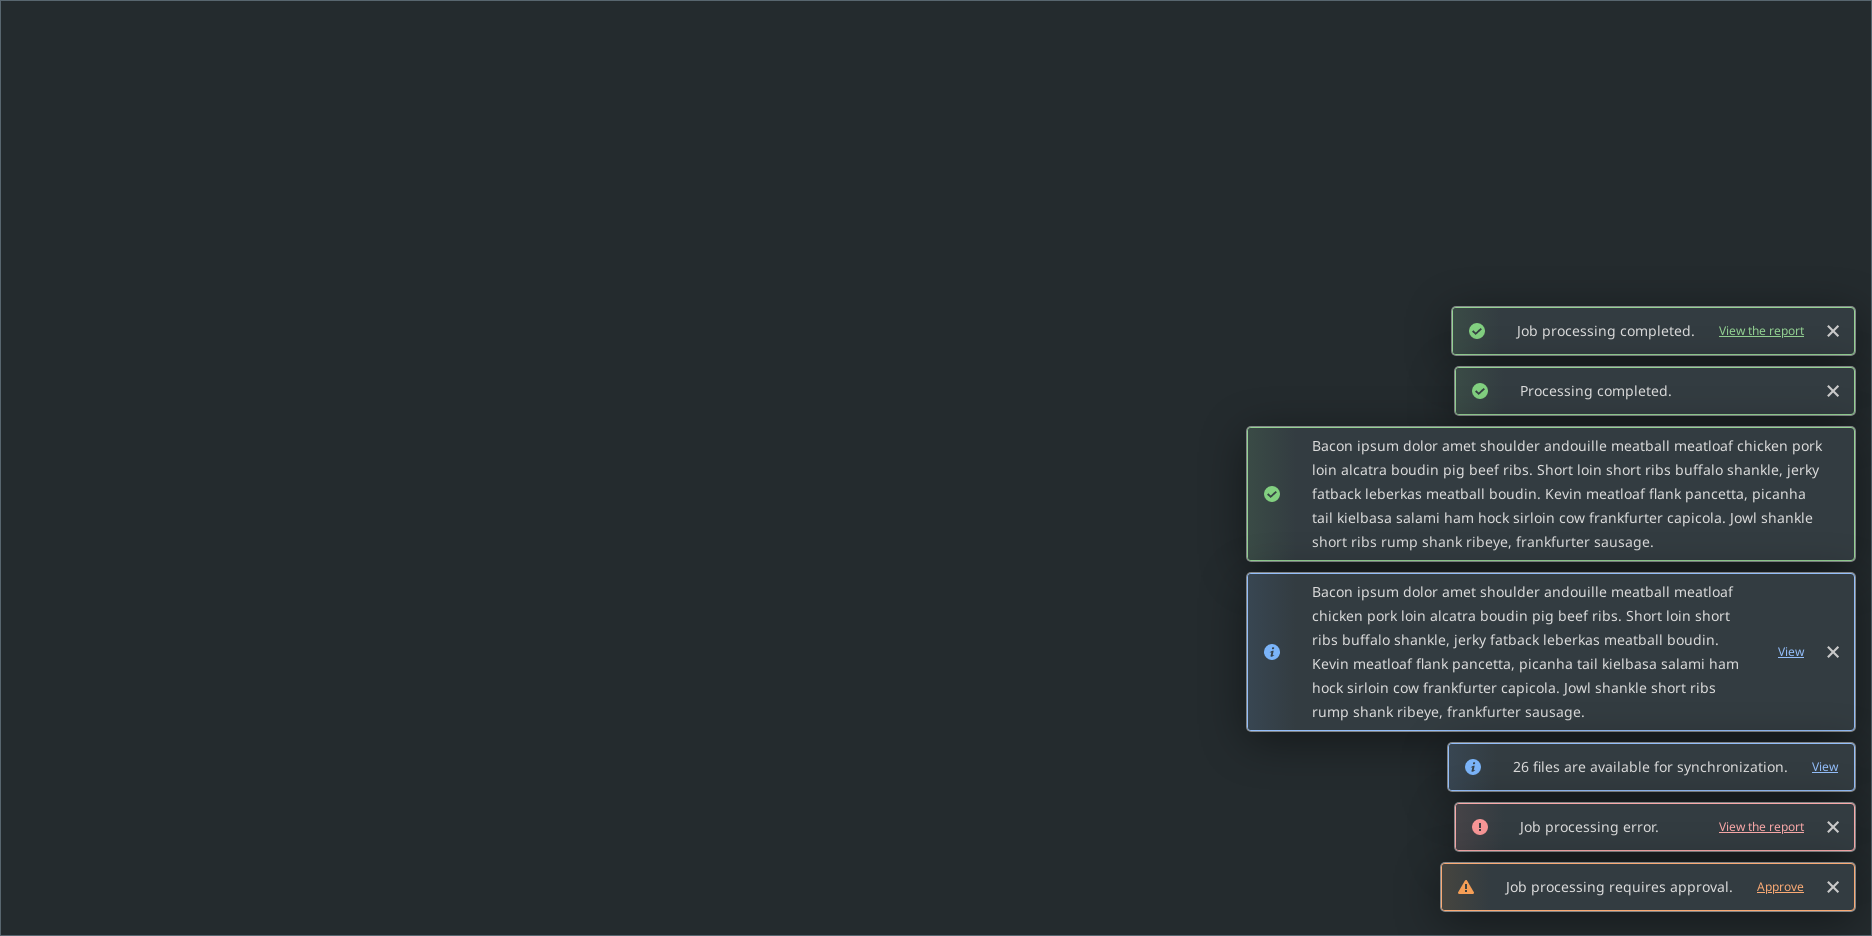 Job processing completed. View the report
Processing completed.
Bacon ipsum dolor amet shoulder andouille meatball meatloaf chicken pork
loin alcatra boudin pig beef ribs. Short loin short ribs buffalo shankle, jerky
fatback leberkas meatball boudin. Kevin meatloaf flank pancetta, picanha
tail kielbasa salami ham hock sirloin cow frankfurter capicola. Jowl shankle
short ribs rump shank ribeye, frankfurter sausage.
Bacon ipsum dolor amet shoulder andouille meatball meatloaf
chicken pork loin alcatra boudin pig beef ribs. Short loin short
ribs buffalo shankle, jerky fatback leberkas meatball boudin.
Kevin meatloaf flank pancetta, picanha tail kielbasa salami ham
hock sirloin cow frankfurter capicola. Jowl shankle short ribs
rump shank ribeye, frankfurter sausage.
View
26 files are available for synchronization. View
Job processing error. View the report
Job processing requires approval. Approve